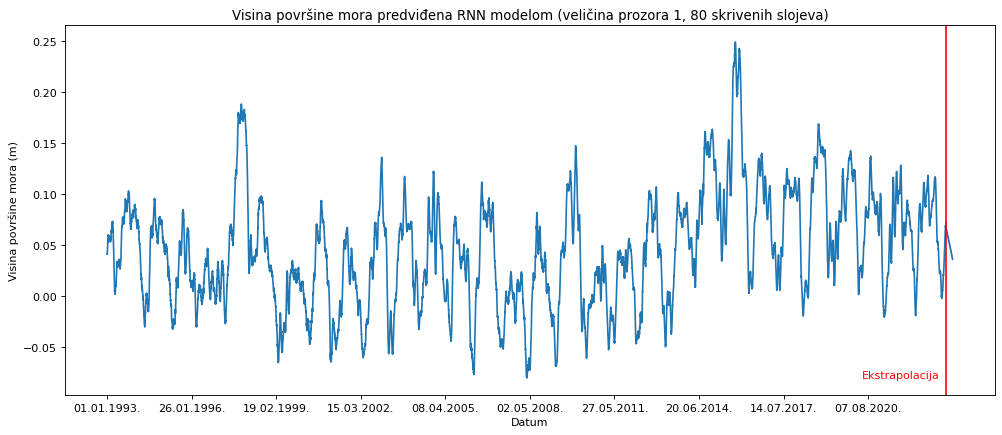 Visina površine mora predviđena RNN modelom (veličina prozora 1, 80 skrivenih slojeva)
Visina površine mora (m)
0.25
0.20
0.15
0.10
0.05
0.00
−0.05
Ekstrapolacija
01.01.1993. 26.01.1996. 19.02.1999. 15.03.2002. 08.04.2005. 02.05.2008. 27.05.2011. 20.06.2014. 14.07.2017. 07.08.2020.
Datum